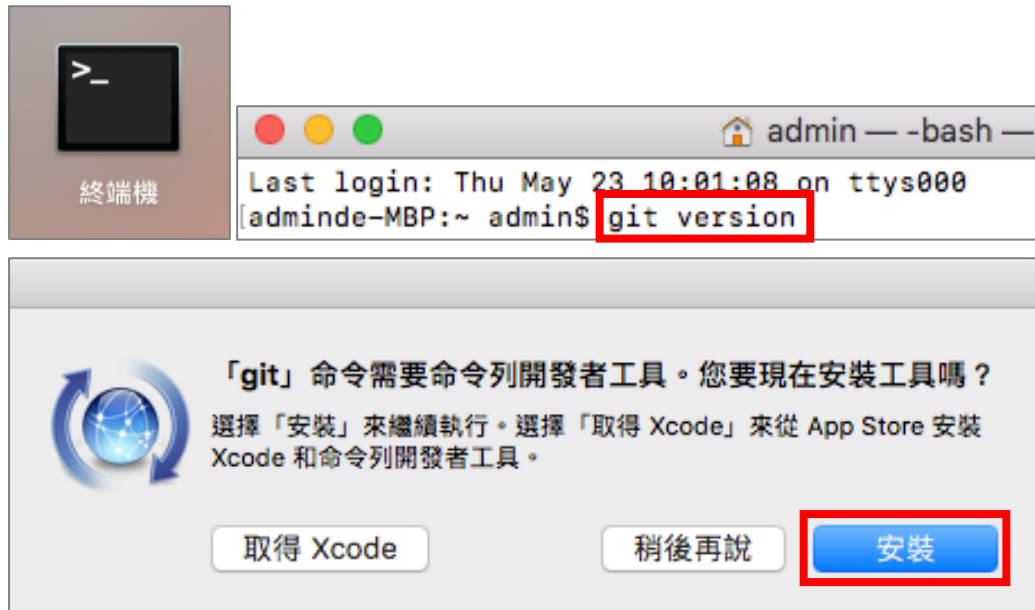 >_
終端機
admin — -bash —
Last login: Thu May 23 10:01:08 on ttys000
[adminde-MBP:~ admin$ git version
「git」命令需要命令列開發者工具。您要現在安裝工具嗎？
選擇「安裝」來繼續執行。選擇「取得 Xcode」來從 App Store 安裝
Xcode 和命令列開發者工具。
取得 Xcode
稍後再說
安裝